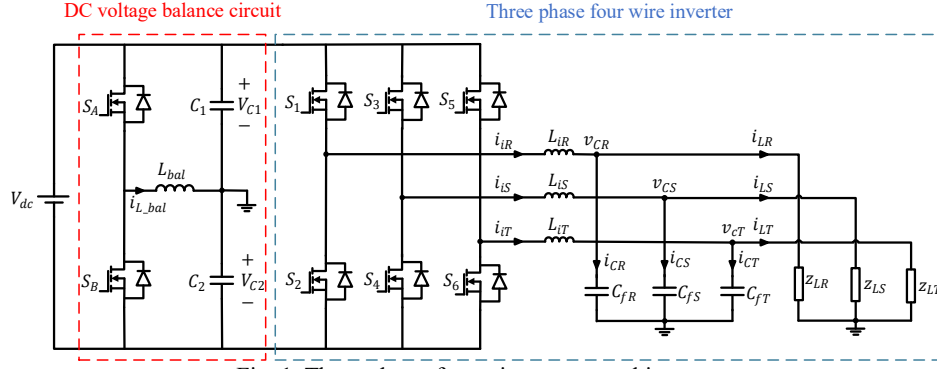 DC voltage balance circuit
Three phase four wire inverter
S_A
C_1
+
V_C1
−
S_1
S_3
S_5
i_iR
L_iR
v_CR
i_LR
V_dc
L_bal
i_L_bal
i_iS
L_iS
v_CS
i_LS
i_iT
L_iT
v_cT
i_LT
S_B
C_2
+
V_C2
−
S_2
S_4
S_6
i_CR
i_CS
i_CT
C_fR
C_fS
C_fT
z_LR
z_LS
z_LT